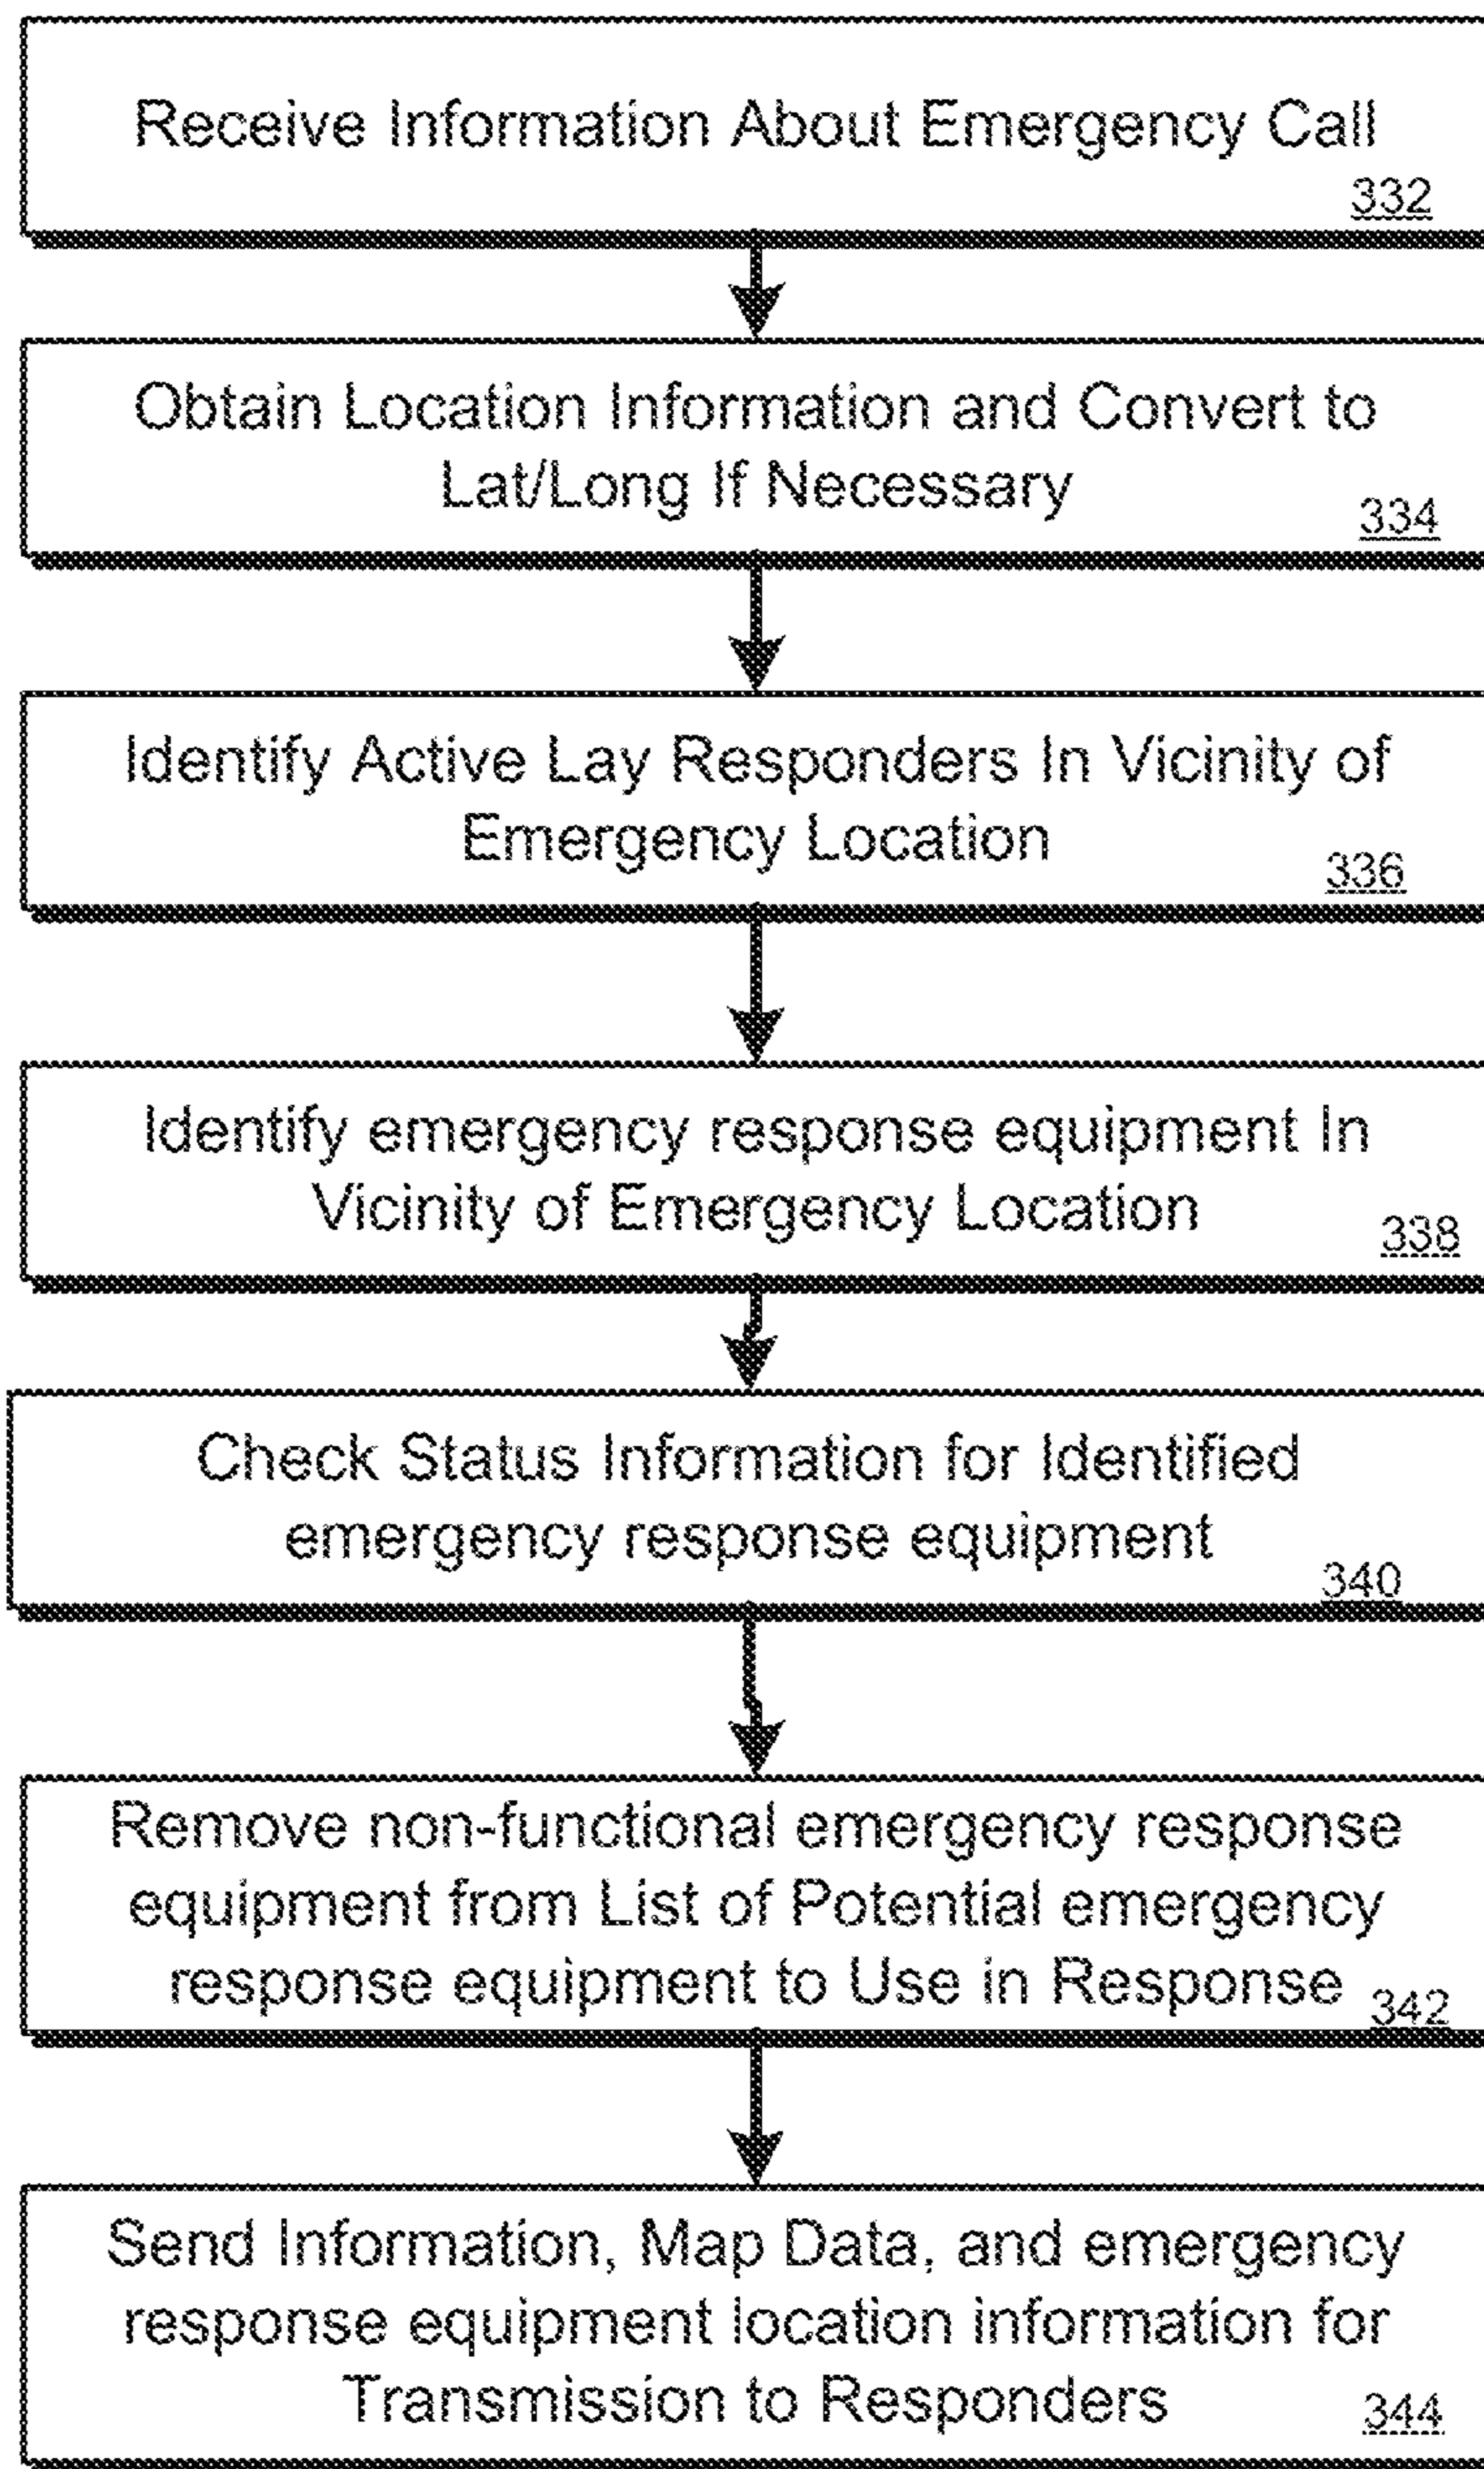 Receive Information About Emergency Call
332
Obtain Location Information and Convert to
Lat/Long If Necessary
334
Identify Active Lay Responders In Vicinity of
Emergency Location
336
Identify emergency response equipment In
Vicinity of Emergency Location
338
Check Status Information for Identified
emergency response equipment
340
Remove non-functional emergency response
equipment from List of Potential emergency
response equipment to Use in Response
342
Send Information, Map Data, and emergency
response equipment location information for
Transmission to Responders
344